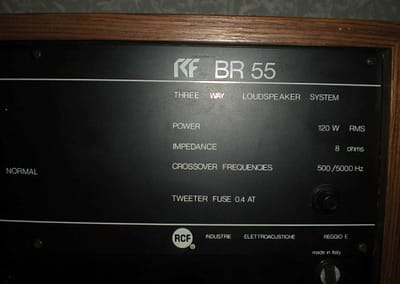 RCF BR 55
THREE WAY LOUDSPEAKER SYSTEM
POWER 120 W RMS
IMPEDANCE 8 ohms
CROSSOVER FREQUENCIES 500/5000 Hz
NORMAL
TWEETER FUSE 0.4 AT
RCF ® INDUSTRIE ELETTROACUSTICHE REGGIO E.
made in Italy